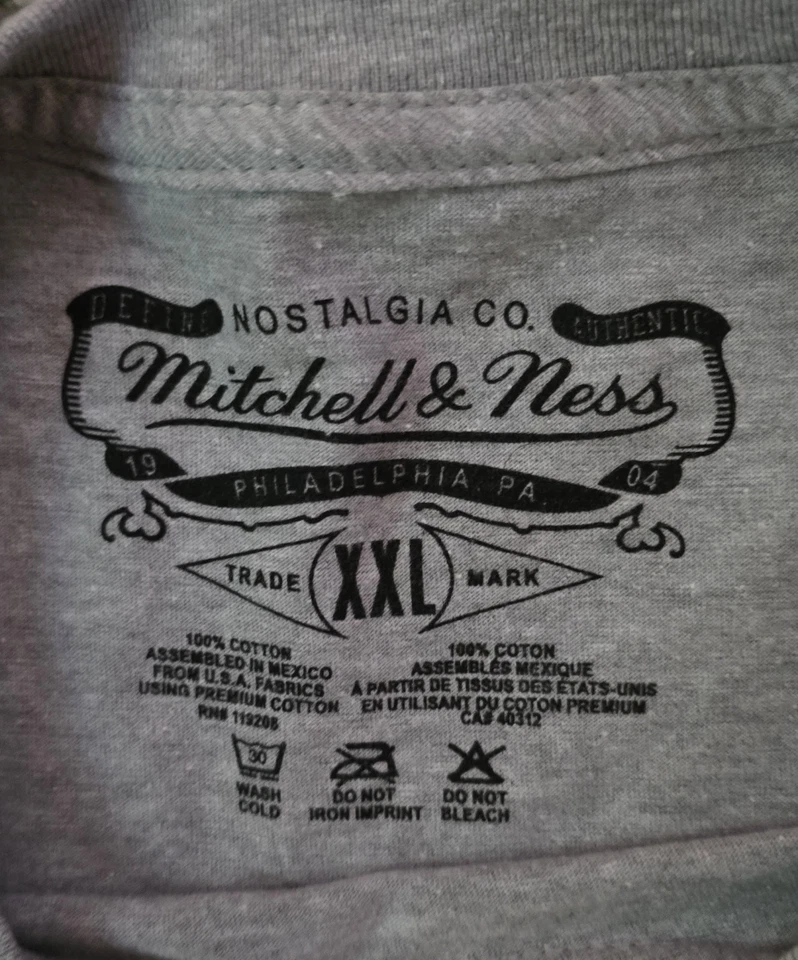 DEFINE NOSTALGIA CO. AUTHENTIC
Mitchell & Ness
19 PHILADELPHIA PA. 04
TRADE XXL MARK
100% COTTON
ASSEMBLED IN MEXICO
FROM U.S.A. FABRICS
USING PREMIUM COTTON
RN# 119208
100% COTON
ASSEMBLÉS MEXIQUE
À PARTIR DE TISSUS DES ÉTATS-UNIS
EN UTILISANT DU COTON PREMIUM
CA# 40312
30
WASH
COLD
DO NOT
IRON IMPRINT
DO NOT
BLEACH